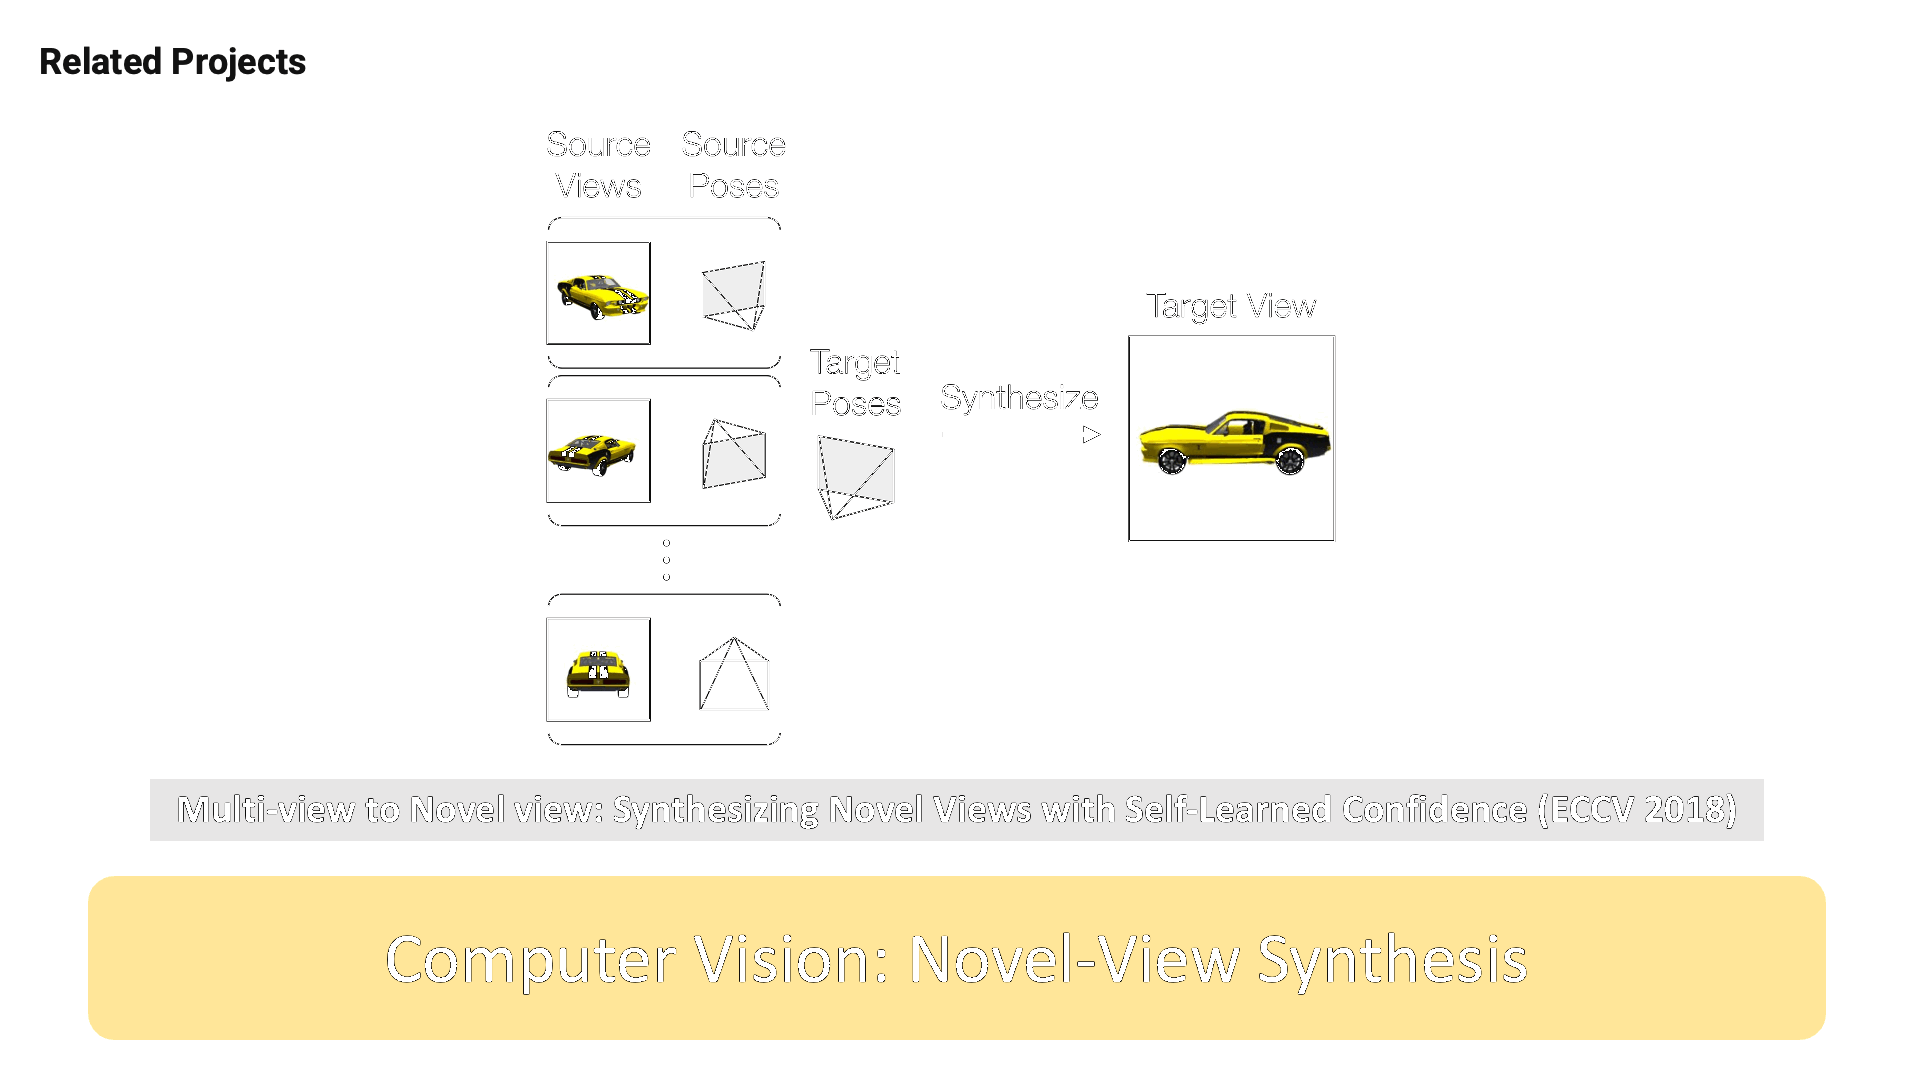 Related Projects
Source Views
Source Poses
Target Poses
Synthesize
Target View
Multi-view to Novel view: Synthesizing Novel Views with Self-Learned Confidence (ECCV 2018)
Computer Vision: Novel-View Synthesis